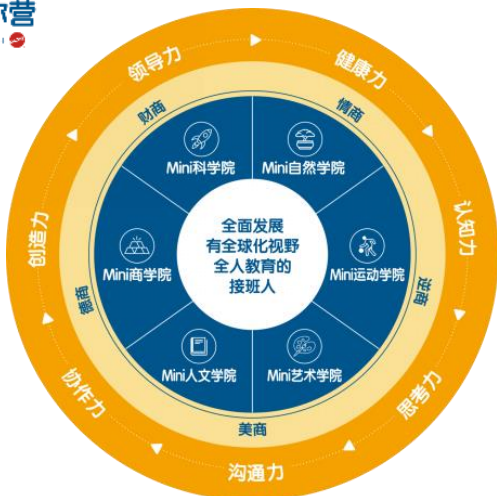 营
领导力
健康力
认知力
思考力
沟通力
协作力
创造力
财商
情商
逆商
美商
德商
Mini科学院
Mini自然学院
Mini商学院
Mini运动学院
Mini人文学院
Mini艺术学院
全面发展
有全球化视野
全人教育的
接班人